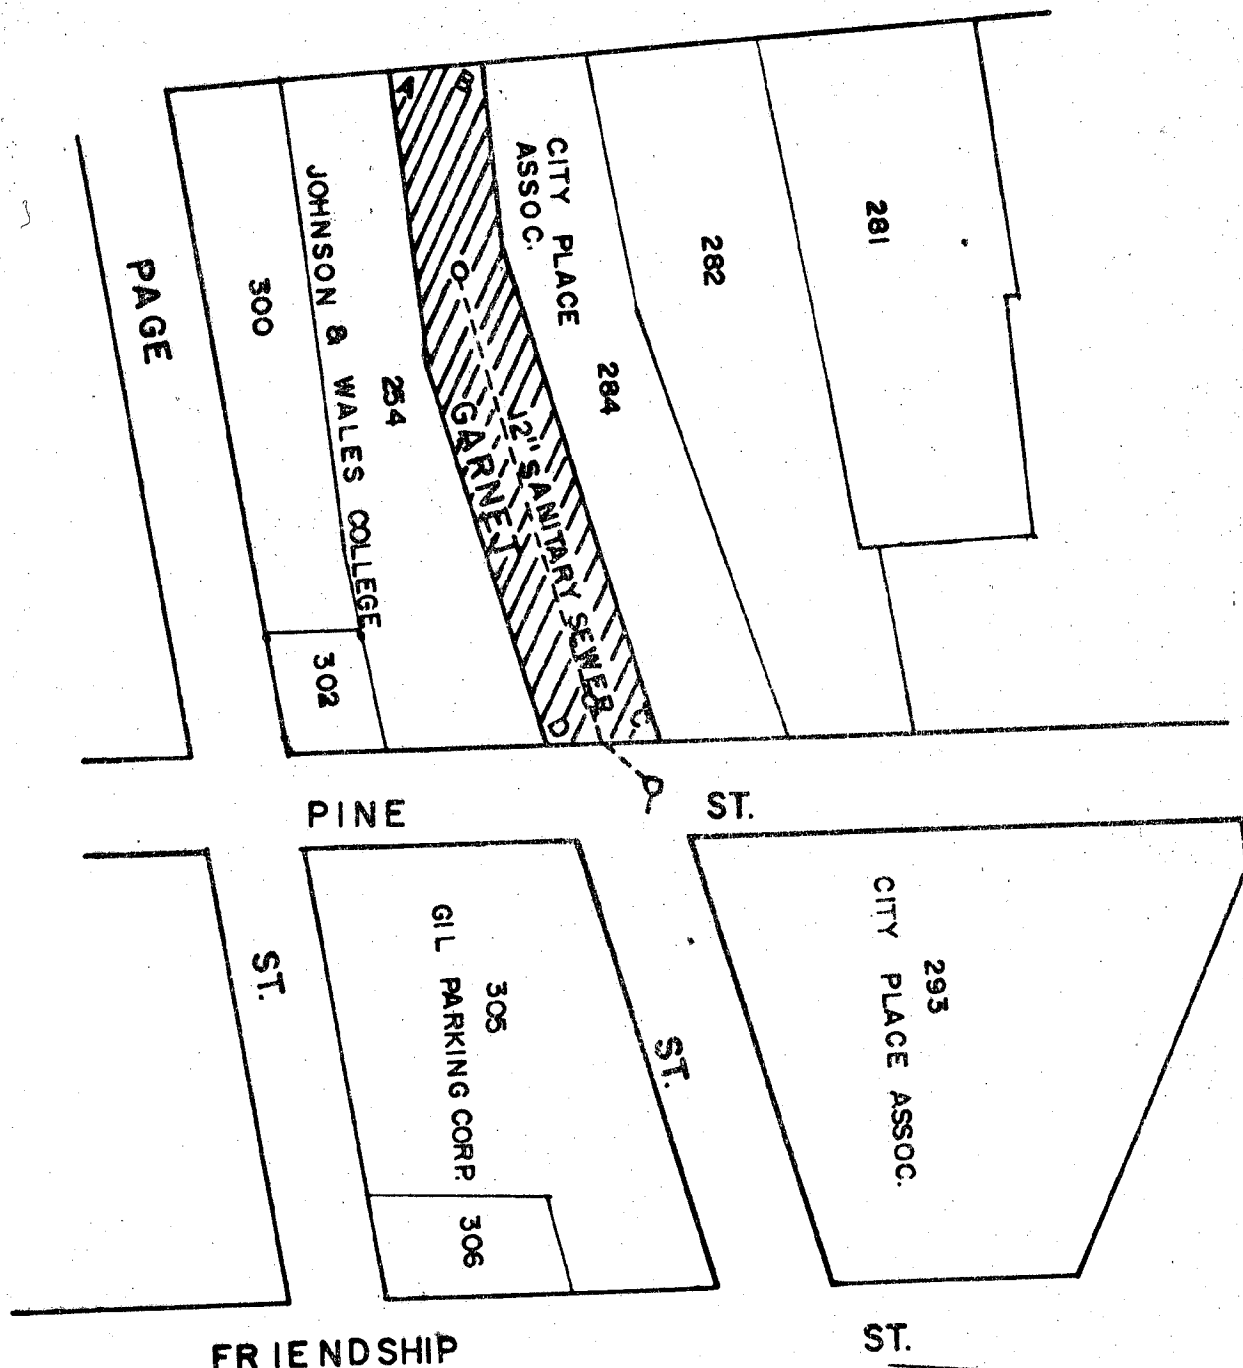 A
B
CITY PLACE
ASSOC.
281
282
284
JOHNSON & WALES COLLEGE
254
300
302
PAGE
ST.
GARNET
ST.
12" SANITARY SEWER
C
D
PINE
ST.
305
GIL PARKING CORP.
306
293
CITY PLACE ASSOC.
FRIENDSHIP
ST.